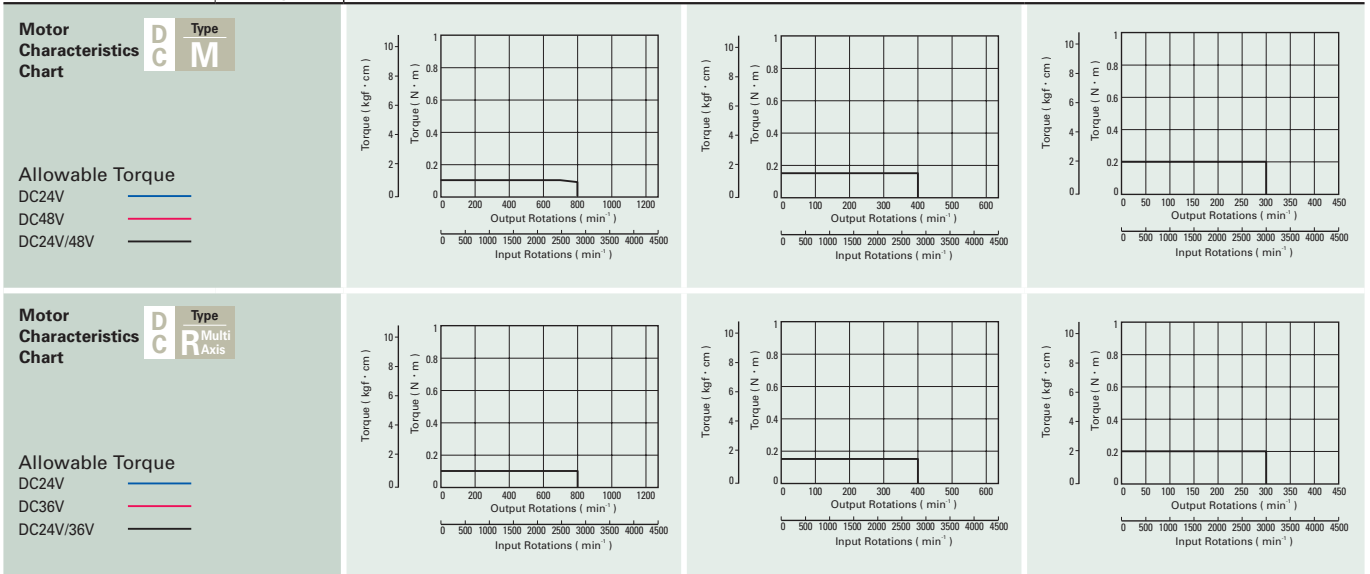 Motor
Characteristics
Chart
D
C
Type
M
Allowable Torque
DC24V
DC48V
DC24V/48V
Torque ( kgf・cm )
10
8
6
4
2
0
Torque ( N・m )
1
0.8
0.6
0.4
0.2
0
0 200 400 600 800 1000 1200
Output Rotations ( min⁻¹ )
0 500 1000 1500 2000 2500 3000 3500 4000 4500
Input Rotations ( min⁻¹ )
Torque ( kgf・cm )
10
8
6
4
2
0
Torque ( N・m )
1
0.8
0.6
0.4
0.2
0
0 100 200 300 400 500 600
Output Rotations ( min⁻¹ )
0 500 1000 1500 2000 2500 3000 3500 4000 4500
Input Rotations ( min⁻¹ )
Torque ( kgf・cm )
10
8
6
4
2
0
Torque ( N・m )
1
0.8
0.6
0.4
0.2
0
0 50 100 150 200 250 300 350 400 450
Output Rotations ( min⁻¹ )
0 500 1000 1500 2000 2500 3000 3500 4000 4500
Input Rotations ( min⁻¹ )
Motor
Characteristics
Chart
D
C
Type
R Multi
Axis
Allowable Torque
DC24V
DC36V
DC24V/36V
Torque ( kgf・cm )
10
8
6
4
2
0
Torque ( N・m )
1
0.8
0.6
0.4
0.2
0
0 200 400 600 800 1000 1200
Output Rotations ( min⁻¹ )
0 500 1000 1500 2000 2500 3000 3500 4000 4500
Input Rotations ( min⁻¹ )
Torque ( kgf・cm )
10
8
6
4
2
0
Torque ( N・m )
1
0.8
0.6
0.4
0.2
0
0 100 200 300 400 500 600
Output Rotations ( min⁻¹ )
0 500 1000 1500 2000 2500 3000 3500 4000 4500
Input Rotations ( min⁻¹ )
Torque ( kgf・cm )
10
8
6
4
2
0
Torque ( N・m )
1
0.8
0.6
0.4
0.2
0
0 50 100 150 200 250 300 350 400 450
Output Rotations ( min⁻¹ )
0 500 1000 1500 2000 2500 3000 3500 4000 4500
Input Rotations ( min⁻¹ )